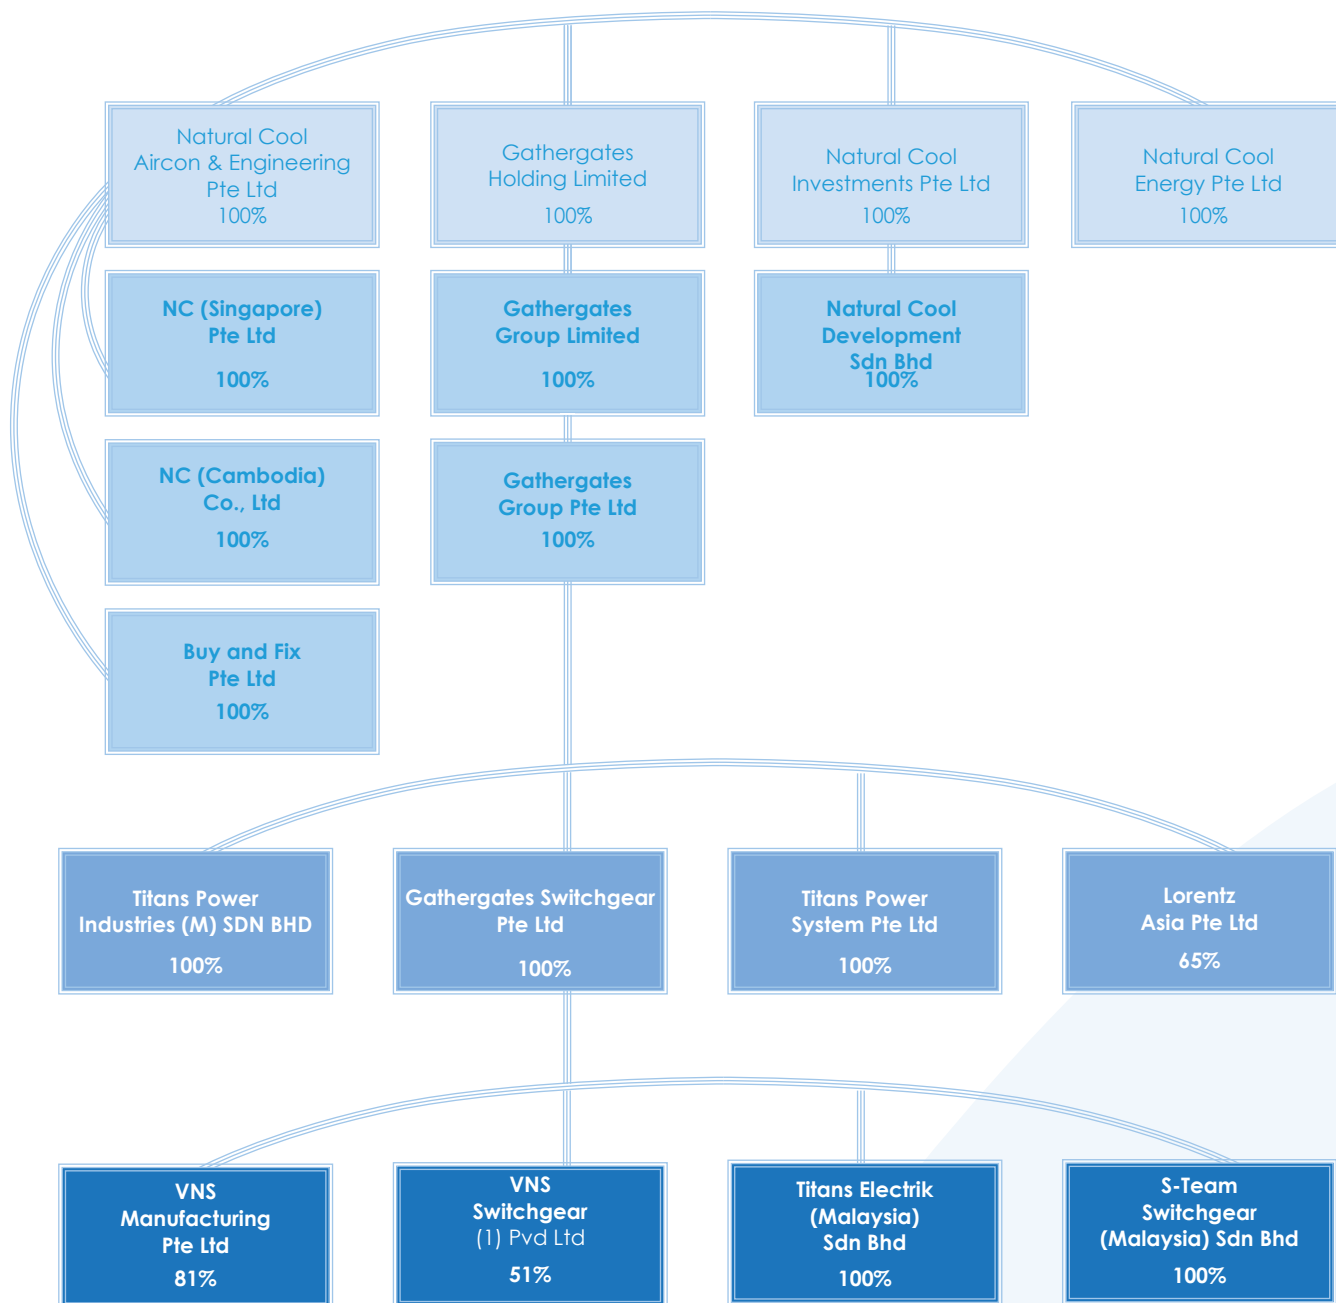 Natural Cool
Aircon & Engineering
Pte Ltd
100%
Gathergates
Holding Limited
100%
Natural Cool
Investments Pte Ltd
100%
Natural Cool
Energy Pte Ltd
100%
NC (Singapore)
Pte Ltd
100%
Gathergates
Group Limited
100%
Natural Cool
Development
Sdn Bhd
100%
NC (Cambodia)
Co., Ltd
100%
Gathergates
Group Pte Ltd
100%
Buy and Fix
Pte Ltd
100%
Titans Power
Industries (M) SDN BHD
100%
Gathergates Switchgear
Pte Ltd
100%
Titans Power
System Pte Ltd
100%
Lorentz
Asia Pte Ltd
65%
VNS
Manufacturing
Pte Ltd
81%
VNS
Switchgear
(1) Pvd Ltd
51%
Titans Electrik
(Malaysia)
Sdn Bhd
100%
S-Team
Switchgear
(Malaysia) Sdn Bhd
100%